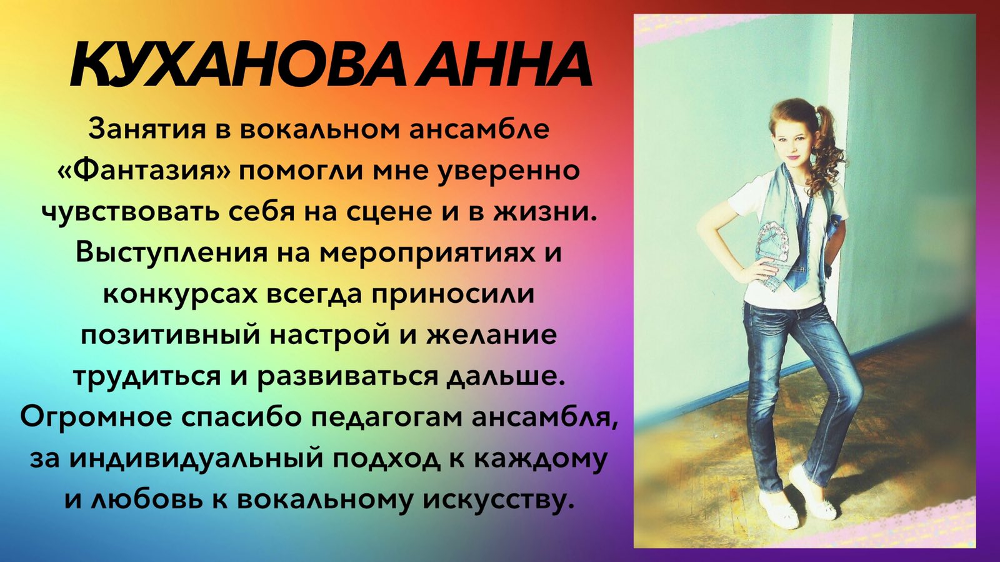 КУХАНОВА АННА
Занятия в вокальном ансамбле
«Фантазия» помогли мне уверенно
чувствовать себя на сцене и в жизни.
Выступления на мероприятиях и
конкурсах всегда приносили
позитивный настрой и желание
трудиться и развиваться дальше.
Огромное спасибо педагогам ансамбля,
за индивидуальный подход к каждому
и любовь к вокальному искусству.